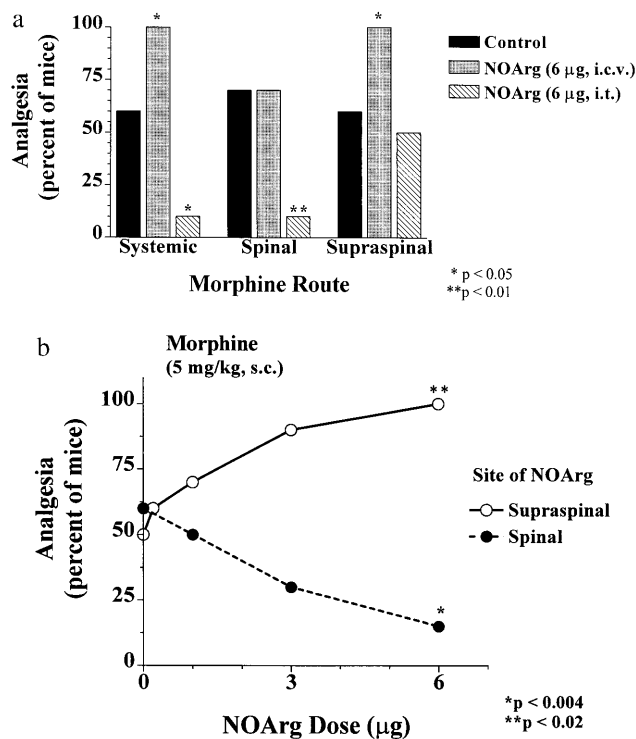 a
Analgesia
(percent of mice)
100
75
50
25
0
*
*
**
*
Systemic
Spinal
Supraspinal
Morphine Route
Control
NOArg (6 µg, i.c.v.)
NOArg (6 µg, i.t.)
* p < 0.05
**p < 0.01
b
Morphine
(5 mg/kg, s.c.)
Analgesia
(percent of mice)
100
75
50
25
0
**
*
0
3
6
NOArg Dose (µg)
Site of NOArg
Supraspinal
Spinal
*p < 0.004
**p < 0.02